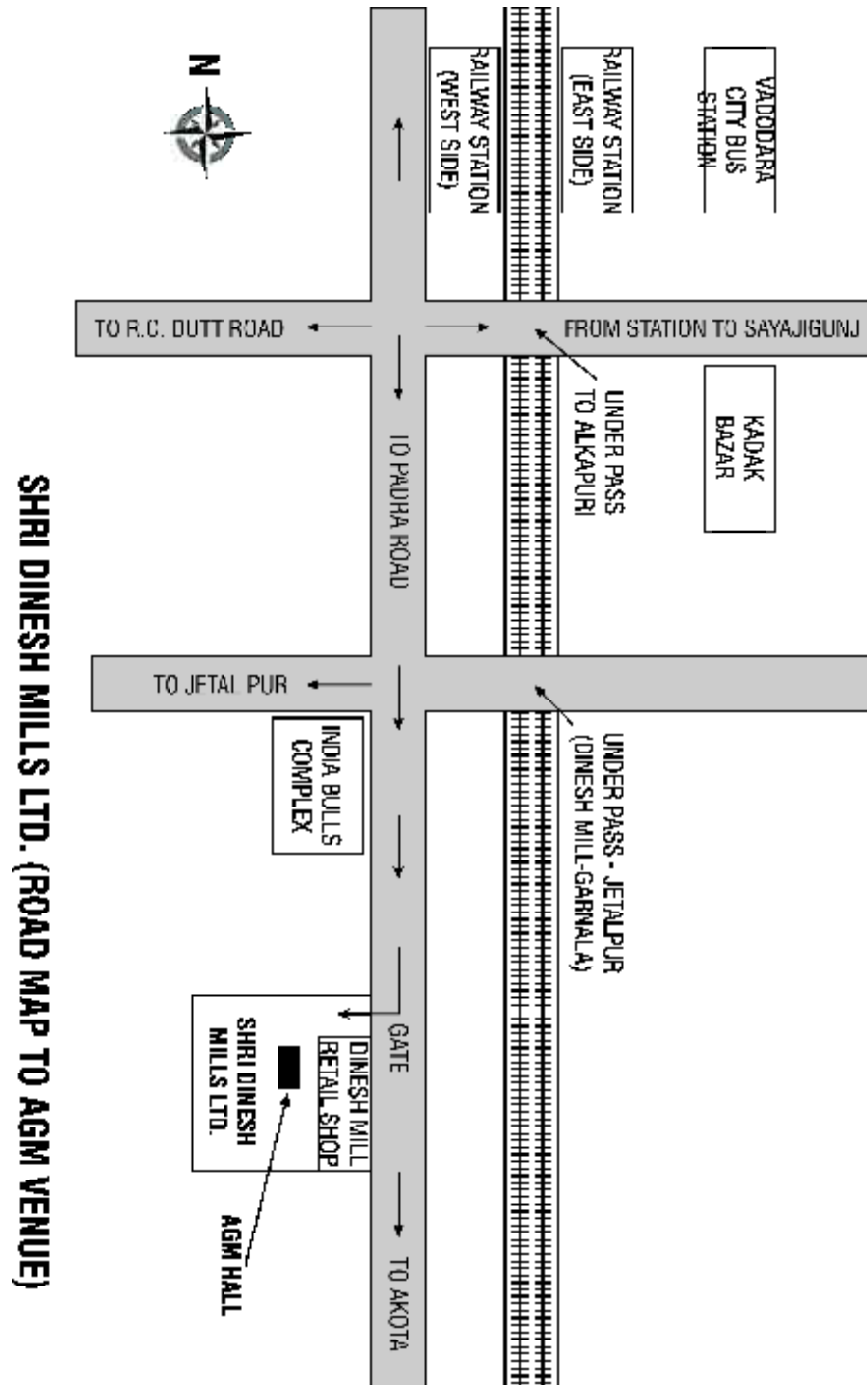 N
RAILWAY STATION
(WEST SIDE)
RAILWAY STATION
(EAST SIDE)
VADODARA
CITY BUS
STATION
TO R.C. DUTT ROAD
FROM STATION TO SAYAJIGUNJ
UNDER PASS
TO ALKAPURI
KADAK
BAZAR
TO PADRA ROAD
TO JETAL PUR
UNDER PASS - JETALPUR
(DINESH MILL-GARNALA)
INDIA BULLS
COMPLEX
GATE
DINESH MILL
RETAIL SHOP
SHRI DINESH
MILLS LTD.
AGM HALL
TO AKOTA
SHRI DINESH MILLS LTD. (ROAD MAP TO AGM VENUE)